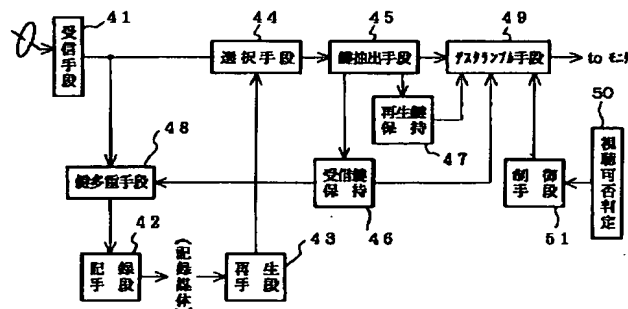 41
受信手段
44
選択手段
45
鍵抽出手段
49
デスクランブル手段
to モニタ
再生鍵
保持
47
50
視聴可否判定
48
鍵多重手段
受信鍵
保持
46
制御
手段
51
42
記録
手段
(記録媒体)
再生
手段
43